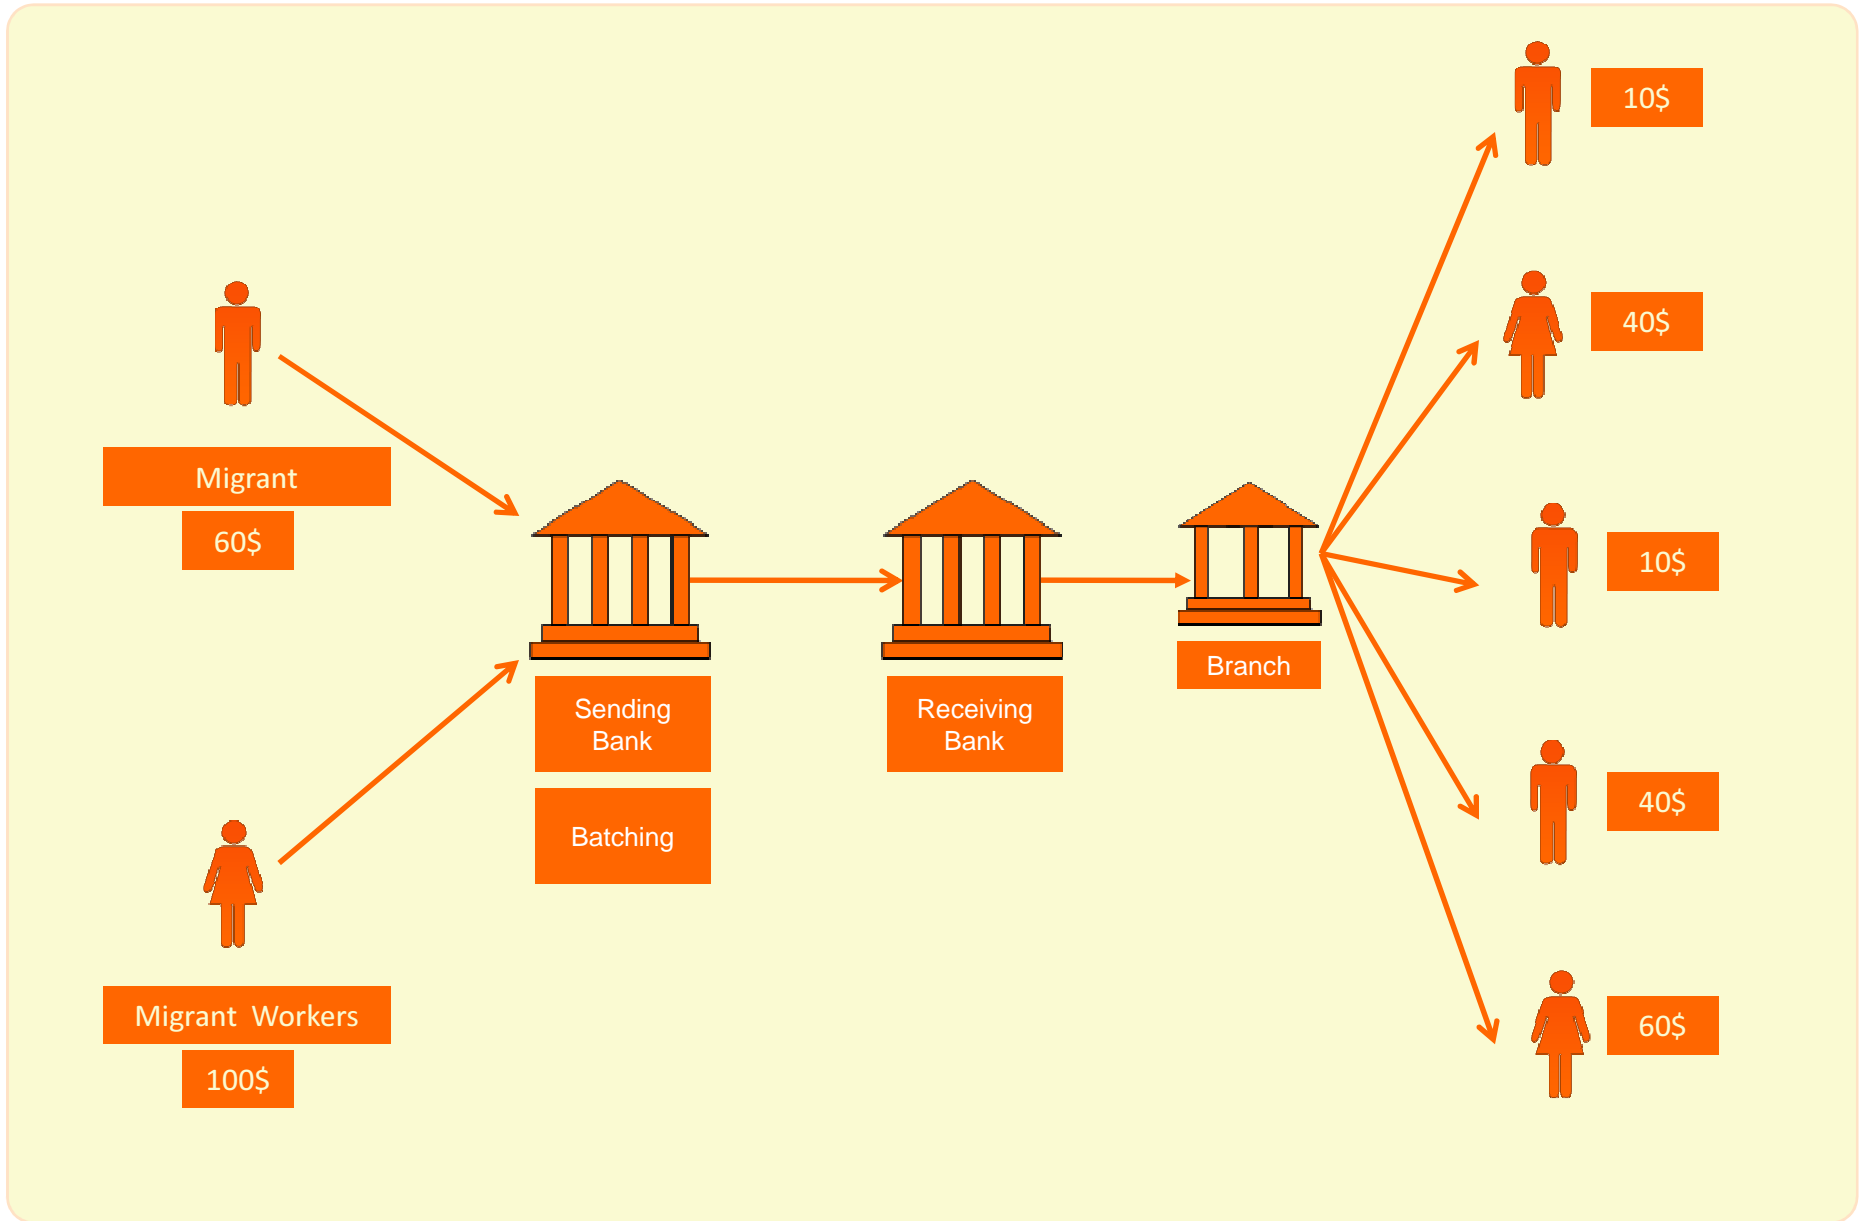 10$
40$
Migrant
60$
10$
Branch
Sending
Bank
Receiving
Bank
40$
Batching
Migrant Workers
100$
60$